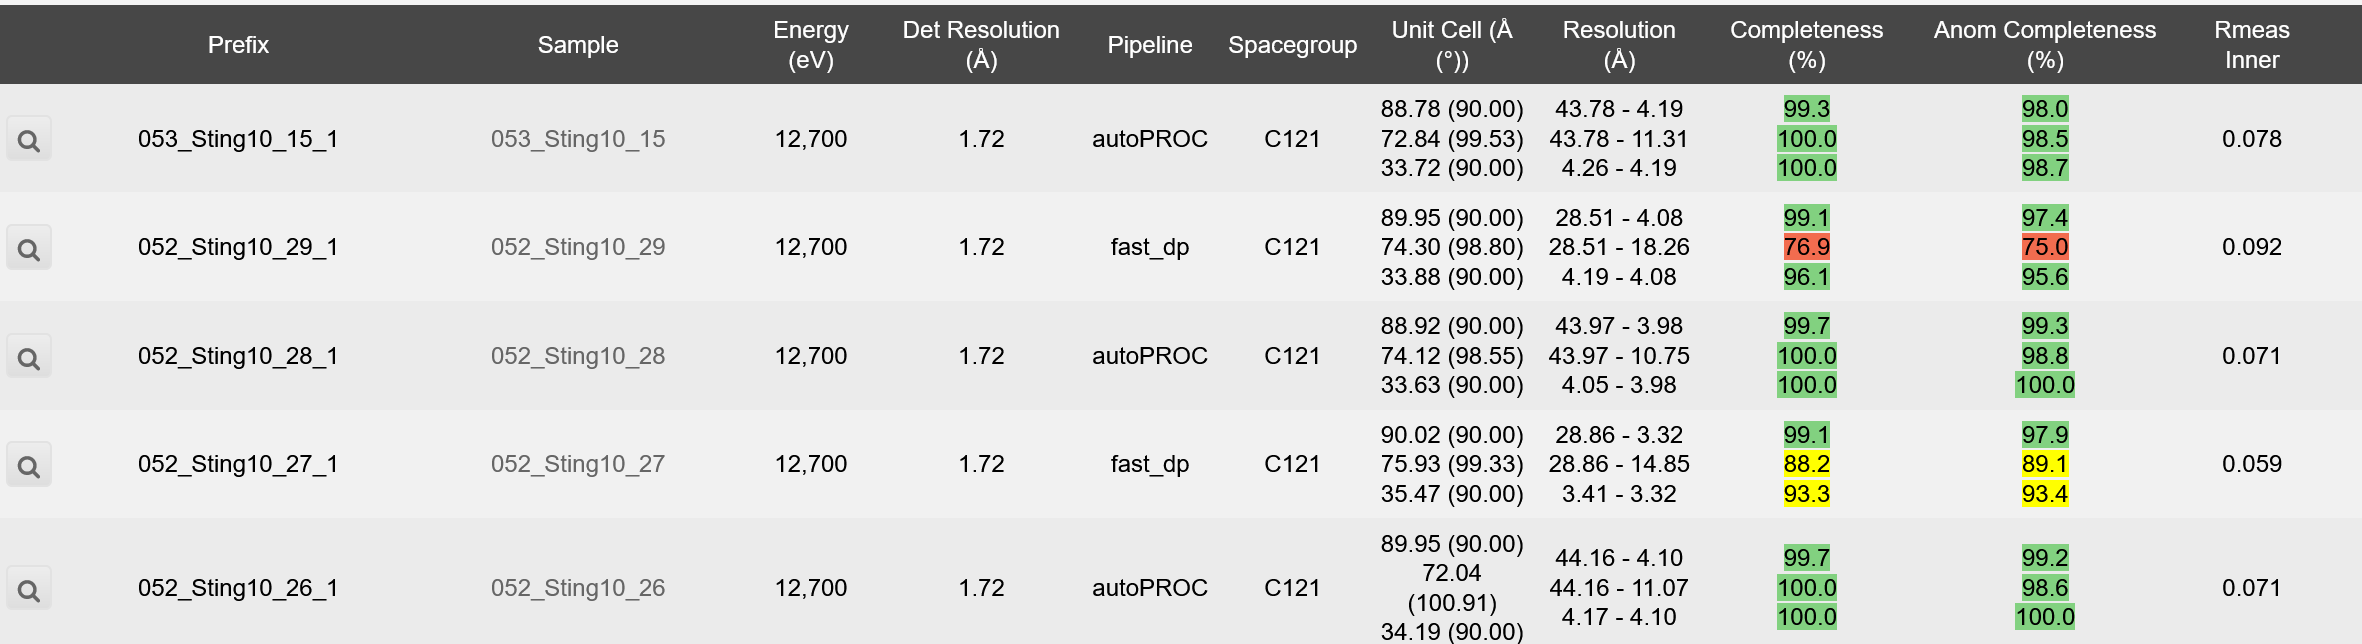 Prefix Sample Energy (eV) Det Resolution (Å) Pipeline Spacegroup Unit Cell (Å (°)) Resolution (Å) Completeness (%) Anom Completeness (%) Rmeas Inner
053_Sting10_15_1 053_Sting10_15 12,700 1.72 autoPROC C121
88.78 (90.00) 43.78 - 4.19 99.3 98.0
72.84 (99.53) 43.78 - 11.31 100.0 98.5 0.078
33.72 (90.00) 4.26 - 4.19 100.0 98.7
052_Sting10_29_1 052_Sting10_29 12,700 1.72 fast_dp C121
89.95 (90.00) 28.51 - 4.08 99.1 97.4
74.30 (98.80) 28.51 - 18.26 76.9 75.0 0.092
33.88 (90.00) 4.19 - 4.08 96.1 95.6
052_Sting10_28_1 052_Sting10_28 12,700 1.72 autoPROC C121
88.92 (90.00) 43.97 - 3.98 99.7 99.3
74.12 (98.55) 43.97 - 10.75 100.0 98.8 0.071
33.63 (90.00) 4.05 - 3.98 100.0 100.0
052_Sting10_27_1 052_Sting10_27 12,700 1.72 fast_dp C121
90.02 (90.00) 28.86 - 3.32 99.1 97.9
75.93 (99.33) 28.86 - 14.85 88.2 89.1 0.059
35.47 (90.00) 3.41 - 3.32 93.3 93.4
052_Sting10_26_1 052_Sting10_26 12,700 1.72 autoPROC C121
89.95 (90.00) 44.16 - 4.10 99.7 99.2
72.04 (100.91) 44.16 - 11.07 100.0 98.6 0.071
34.19 (90.00) 4.17 - 4.10 100.0 100.0